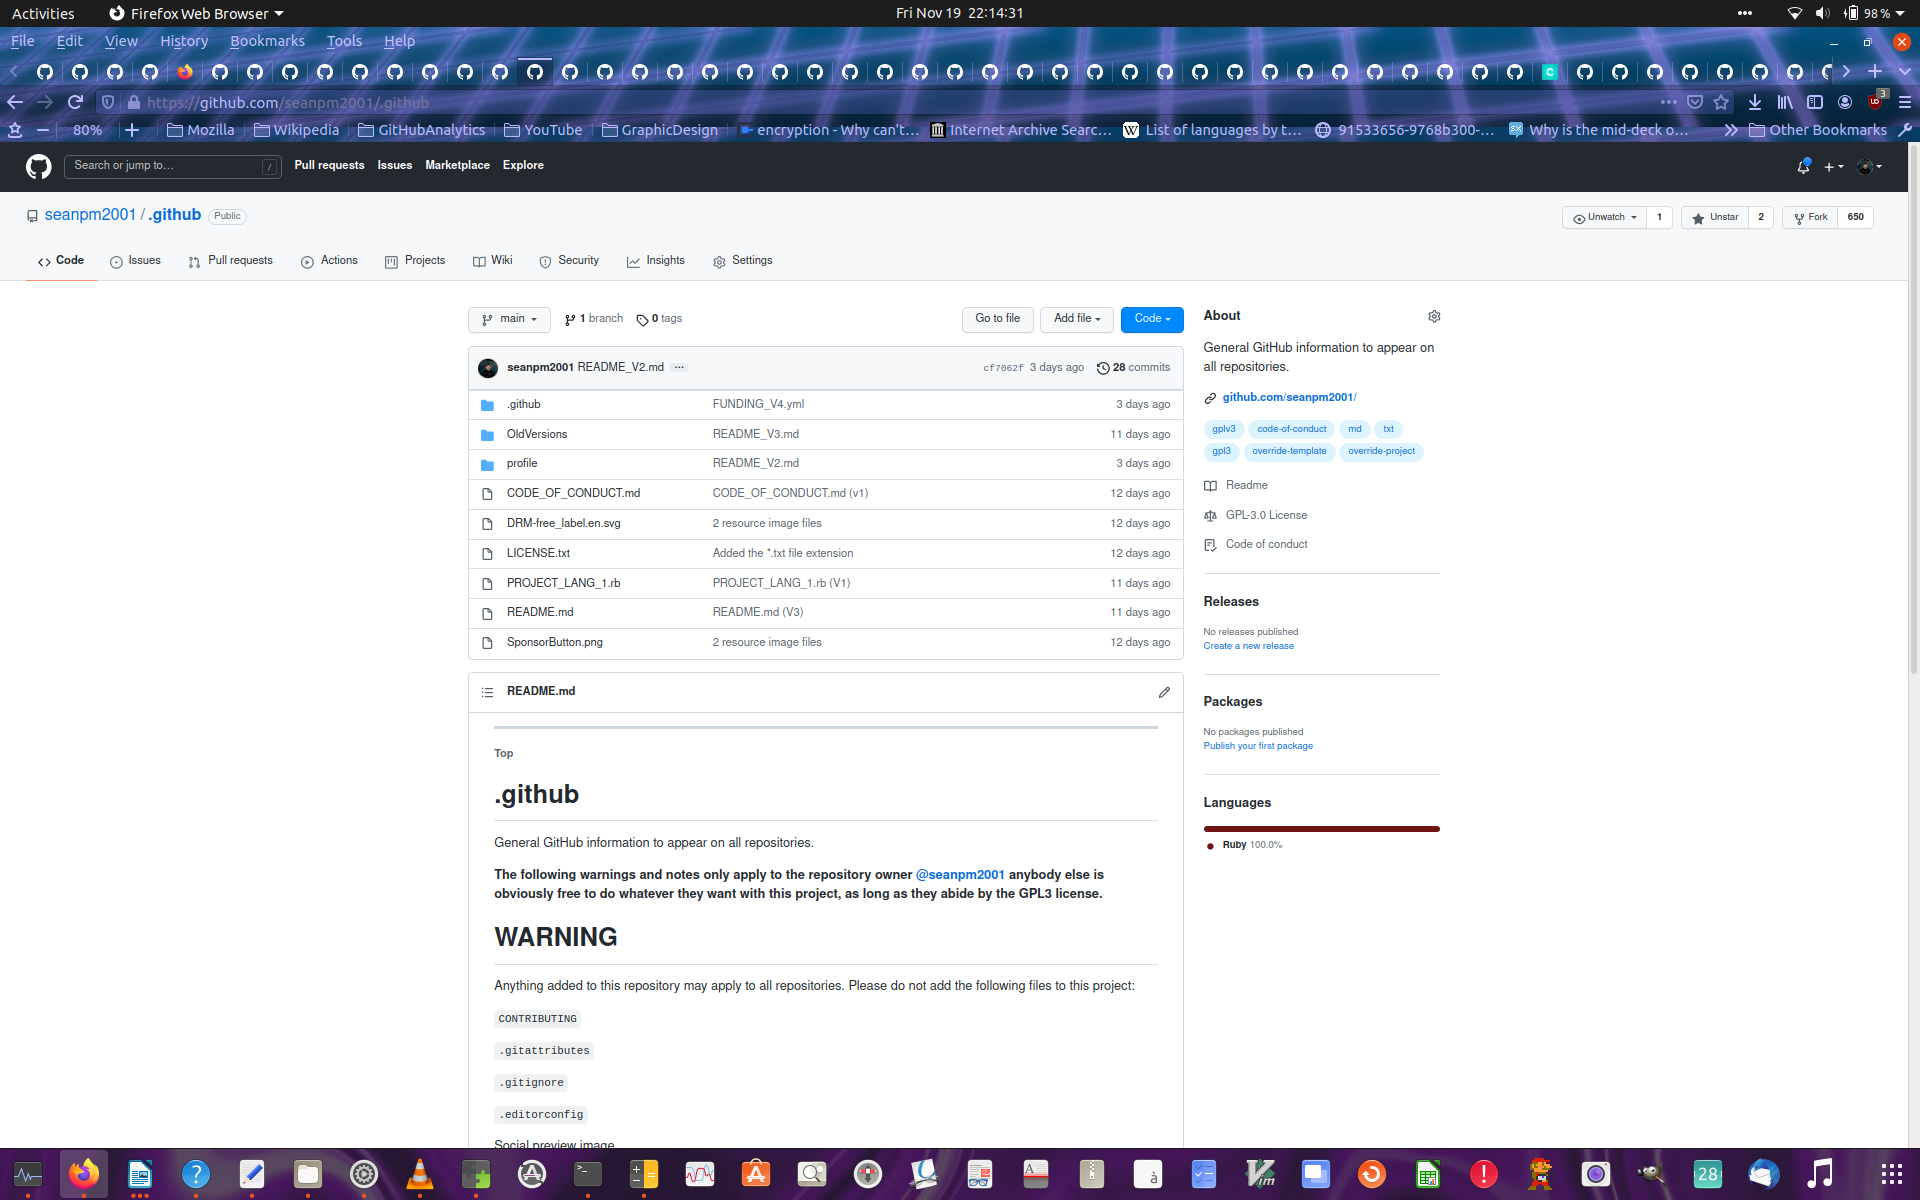 Activities Firefox Web Browser Fri Nov 19 22:14:31 98 %
File Edit View History Bookmarks Tools Help
https://github.com/seanpm2001/.github
80% Mozilla Wikipedia GitHubAnalytics YouTube GraphicDesign encryption - Why can't… Internet Archive Searc… List of languages by t… 91533656-9768b300-… Why is the mid-deck o… Other Bookmarks
3
Search or jump to… / Pull requests Issues Marketplace Explore
seanpm2001 / .github Public Unwatch 1 Unstar 2 Fork 650
Code Issues Pull requests Actions Projects Wiki Security Insights Settings
main 1 branch 0 tags Go to file Add file Code
seanpm2001 README_V2.md ··· cf7062f 3 days ago 28 commits
.github FUNDING_V4.yml 3 days ago
OldVersions README_V3.md 11 days ago
profile README_V2.md 3 days ago
CODE_OF_CONDUCT.md CODE_OF_CONDUCT.md (v1) 12 days ago
DRM-free_label.en.svg 2 resource image files 12 days ago
LICENSE.txt Added the *.txt file extension 12 days ago
PROJECT_LANG_1.rb PROJECT_LANG_1.rb (V1) 11 days ago
README.md README.md (V3) 11 days ago
SponsorButton.png 2 resource image files 12 days ago
README.md
Top
.github
General GitHub information to appear on all repositories.
The following warnings and notes only apply to the repository owner @seanpm2001 anybody else is
obviously free to do whatever they want with this project, as long as they abide by the GPL3 license.
WARNING
Anything added to this repository may apply to all repositories. Please do not add the following files to this project:
CONTRIBUTING
.gitattributes
.gitignore
.editorconfig
Social preview image
About
General GitHub information to appear on
all repositories.
github.com/seanpm2001/
gplv3 code-of-conduct md txt
gpl3 override-template override-project
Readme
GPL-3.0 License
Code of conduct
Releases
No releases published
Create a new release
Packages
No packages published
Publish your first package
Languages
Ruby 100.0%
28